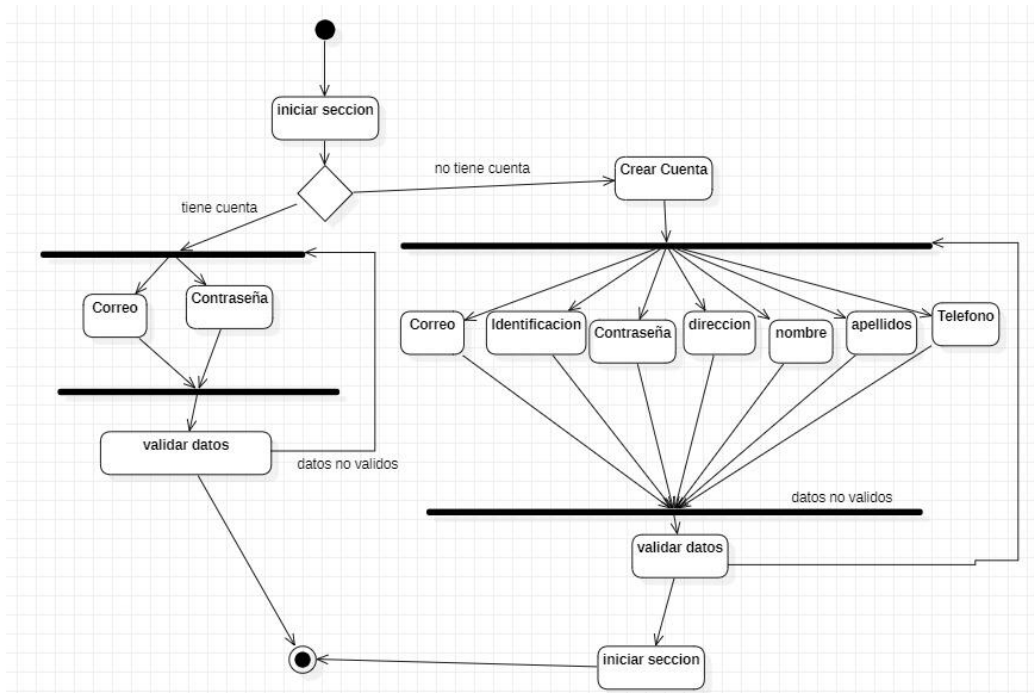 iniciar seccion
no tiene cuenta
Crear Cuenta
tiene cuenta
Correo
Contraseña
validar datos
datos no validos
Correo
Identificacion
Contraseña
direccion
nombre
apellidos
Telefono
datos no validos
validar datos
iniciar seccion